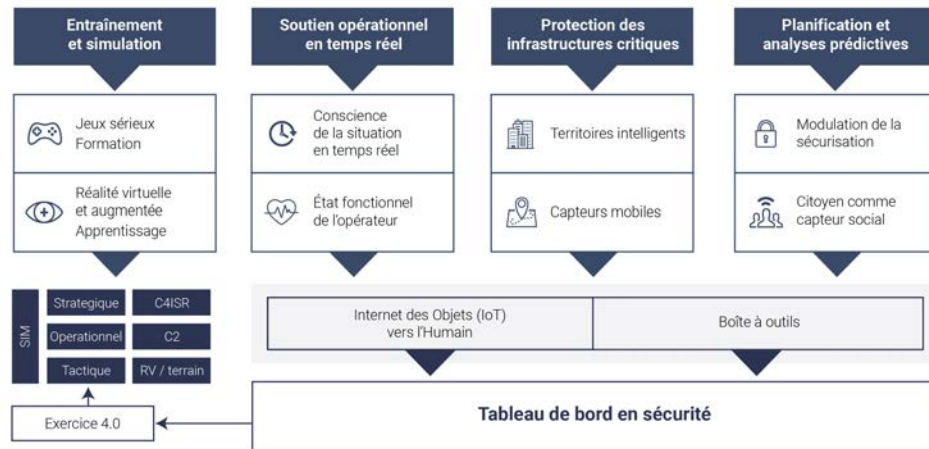 Entraînement
et simulation
Soutien opérationnel
en temps réel
Protection des
infrastructures critiques
Planification et
analyses prédictives
Jeux sérieux
Formation
Conscience
de la situation
en temps réel
Territoires intelligents
Modulation de la
sécurisation
Réalité virtuelle
et augmentée
Apprentissage
État fonctionnel
de l'opérateur
Capteurs mobiles
Citoyen comme
capteur social
SIM
Strategique
C4ISR
Operationnel
C2
Tactique
RV / terrain
Internet des Objets (IoT)
vers l'Humain
Boîte à outils
Exercice 4.0
Tableau de bord en sécurité